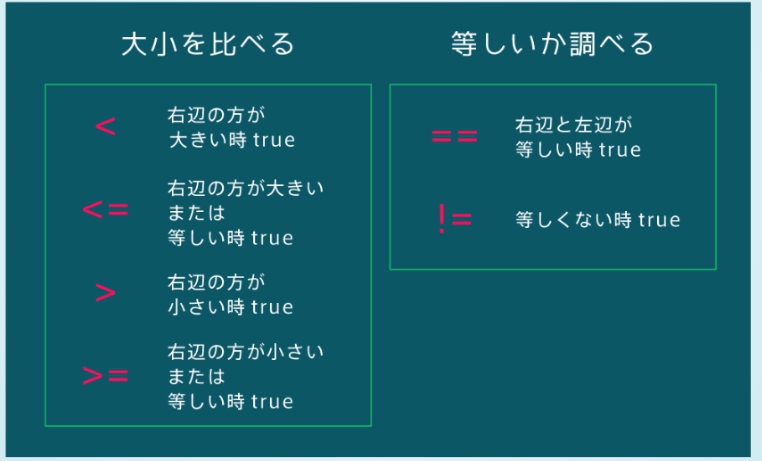 大小を比べる
<
右辺の方が
大きい時 true
<=
右辺の方が大きい
または
等しい時 true
>
右辺の方が
小さい時 true
>=
右辺の方が小さい
または
等しい時 true
等しいか調べる
==
右辺と左辺が
等しい時 true
!=
等しくない時 true